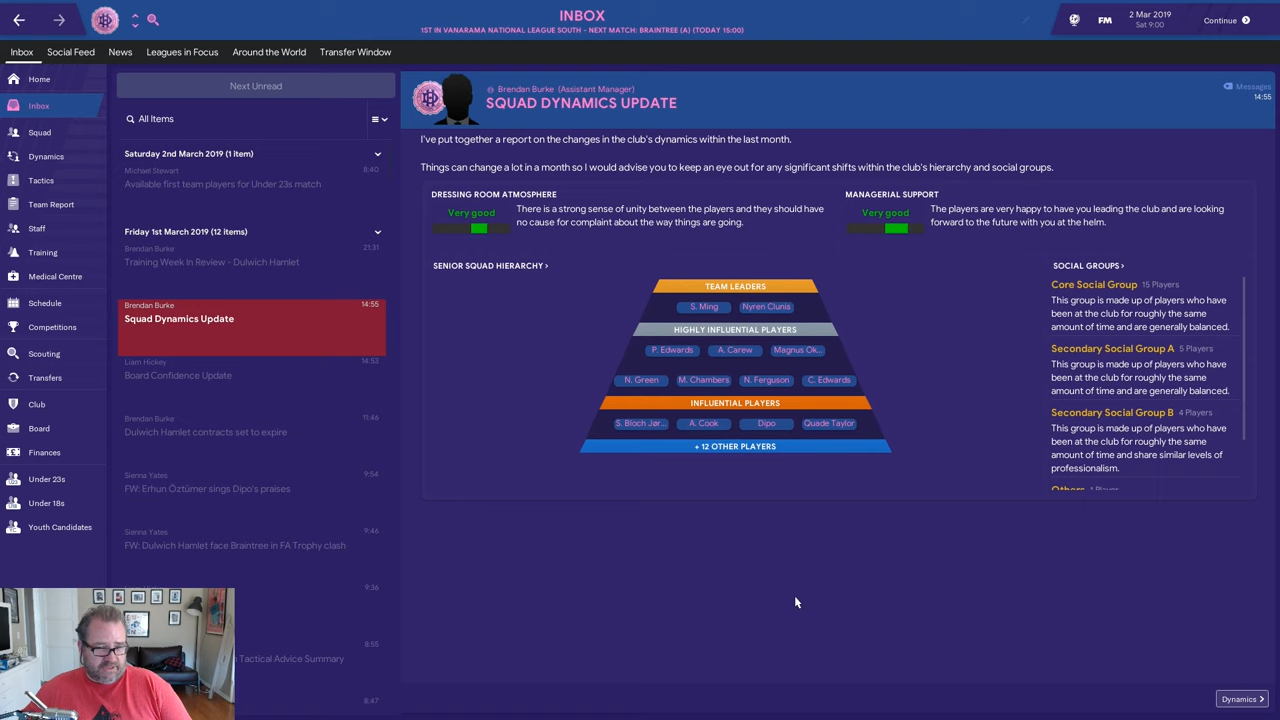 INBOX
1ST IN VANARAMA NATIONAL LEAGUE SOUTH - NEXT MATCH: BRAINTREE (A) (TODAY 15:00)
FM
2 Mar 2019
Sat 9:00
Continue
Inbox
Social Feed
News
Leagues in Focus
Around the World
Transfer Window
Home
Inbox
Squad
Dynamics
Tactics
Team Report
Staff
Training
Medical Centre
Schedule
Competitions
Scouting
Transfers
Club
Board
Finances
Under 23s
Under 18s
Youth Candidates
Next Unread
All Items
Saturday 2nd March 2019 (1 item)
Michael Stewart 8:40
Available first team players for Under 23s match
Friday 1st March 2019 (12 items)
Brendan Burke 21:31
Training Week In Review - Dulwich Hamlet
Brendan Burke 14:55
Squad Dynamics Update
Liam Hickey 14:53
Board Confidence Update
Brendan Burke 11:46
Dulwich Hamlet contracts set to expire
Sienna Yates 9:54
FW: Erhun Öztümer sings Dipo's praises
Sienna Yates 9:46
FW: Dulwich Hamlet face Braintree in FA Trophy clash
9:36
8:55
Tactical Advice Summary
8:47
Brendan Burke (Assistant Manager)
SQUAD DYNAMICS UPDATE
Messages
14:55
I've put together a report on the changes in the club's dynamics within the last month.
Things can change a lot in a month so I would advise you to keep an eye out for any significant shifts within the club's hierarchy and social groups.
DRESSING ROOM ATMOSPHERE
Very good
There is a strong sense of unity between the players and they should have
no cause for complaint about the way things are going.
MANAGERIAL SUPPORT
Very good
The players are very happy to have you leading the club and are looking
forward to the future with you at the helm.
SENIOR SQUAD HIERARCHY >
TEAM LEADERS
S. Ming Nyren Clunis
HIGHLY INFLUENTIAL PLAYERS
P. Edwards A. Carew Magnus Ok...
N. Green M. Chambers N. Ferguson C. Edwards
INFLUENTIAL PLAYERS
S. Bloch Jør... A. Cook Dipo Quade Taylor
+ 12 OTHER PLAYERS
SOCIAL GROUPS >
Core Social Group 15 Players
This group is made up of players who have
been at the club for roughly the same
amount of time and are generally balanced.
Secondary Social Group A 5 Players
This group is made up of players who have
been at the club for roughly the same
amount of time and are generally balanced.
Secondary Social Group B 4 Players
This group is made up of players who have
been at the club for roughly the same
amount of time and share similar levels of
professionalism.
Others 1 Player
Dynamics >